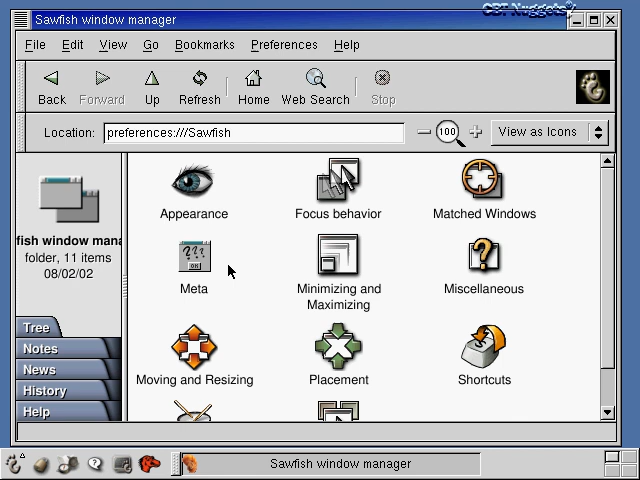 CBT Nuggets
Sawfish window manager
File Edit View Go Bookmarks Preferences Help
Back Forward Up Refresh Home Web Search Stop
Location: preferences:///Sawfish 100 View as Icons
Appearance Focus behavior Matched Windows
fish window mana
folder, 11 items
08/02/02
??? OK ?
Meta Minimizing and Miscellaneous
Maximizing
Tree
Notes
News
History
Help
Moving and Resizing Placement Shortcuts
Sawfish window manager